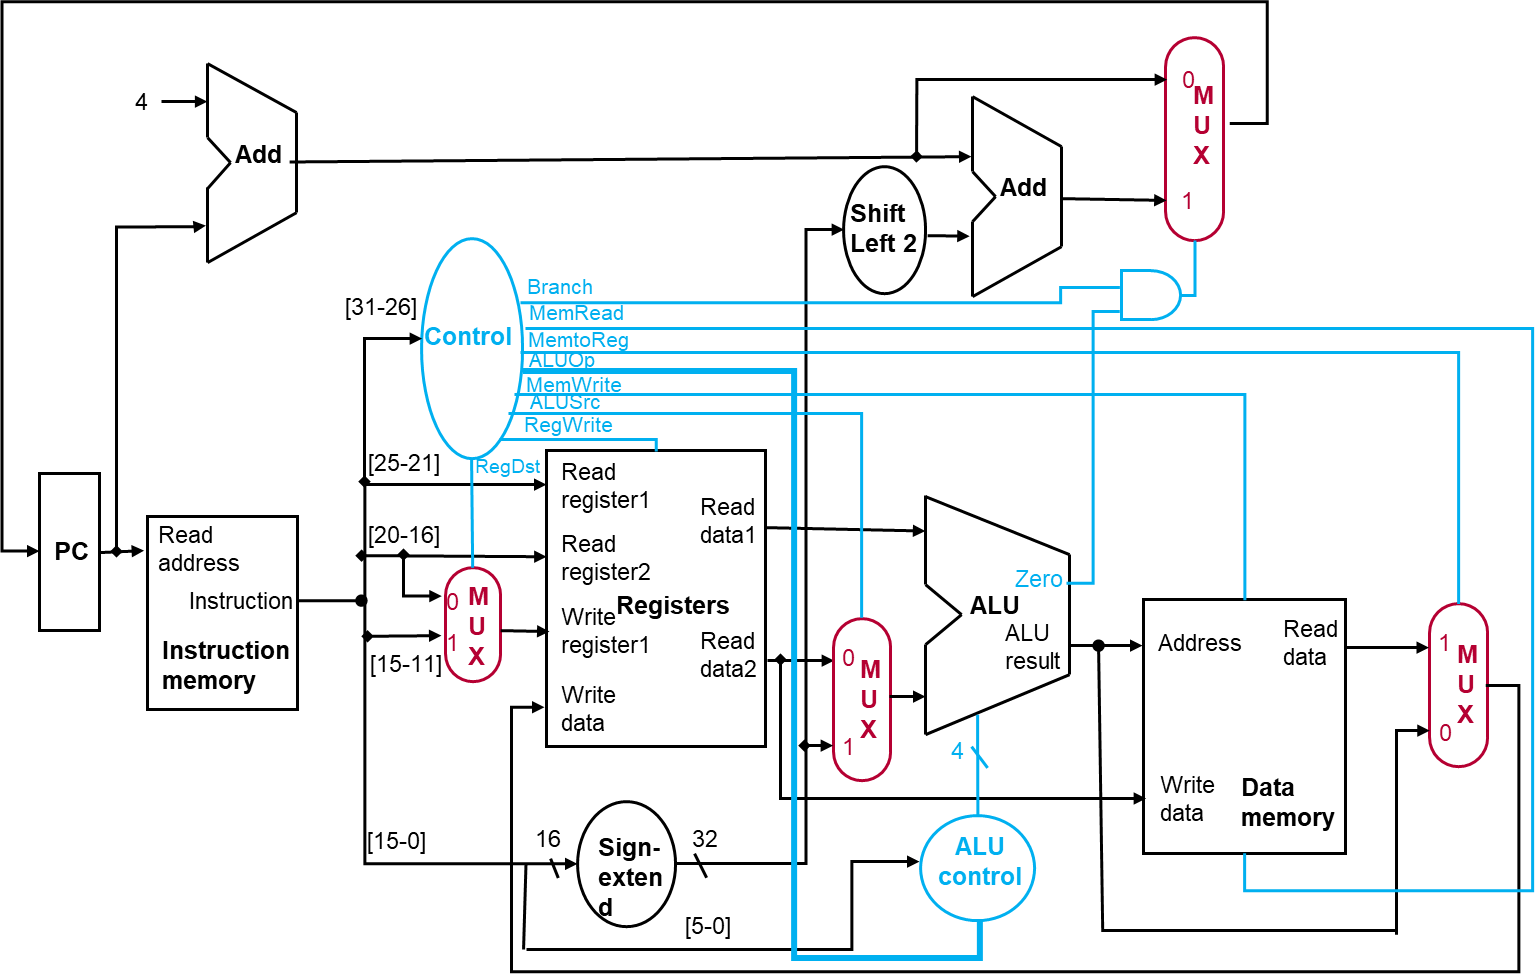 4
Add
0
M
U
X
1
Add
Shift
Left 2
[31-26]
Control
Branch
MemRead
MemtoReg
ALUOp
MemWrite
ALUSrc
RegWrite
RegDst
[25-21]
[20-16]
[15-11]
[15-0]
PC
Read
address
Instruction
Instruction
memory
0
M
U
X
1
Read
register1
Read
register2
Registers
Write
register1
Write
data
Read
data1
Read
data2
0
M
U
X
1
Zero
ALU
ALU
result
4
Address
Read
data
Write
data
Data
memory
1
M
U
X
0
16
Sign-
exten
d
32
ALU
control
[5-0]